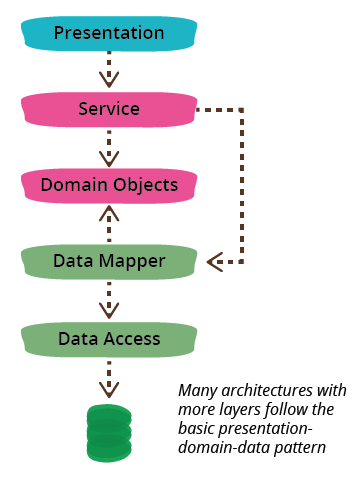 Presentation
Service
Domain Objects
Data Mapper
Data Access
Many architectures with
more layers follow the
basic presentation-
domain-data pattern